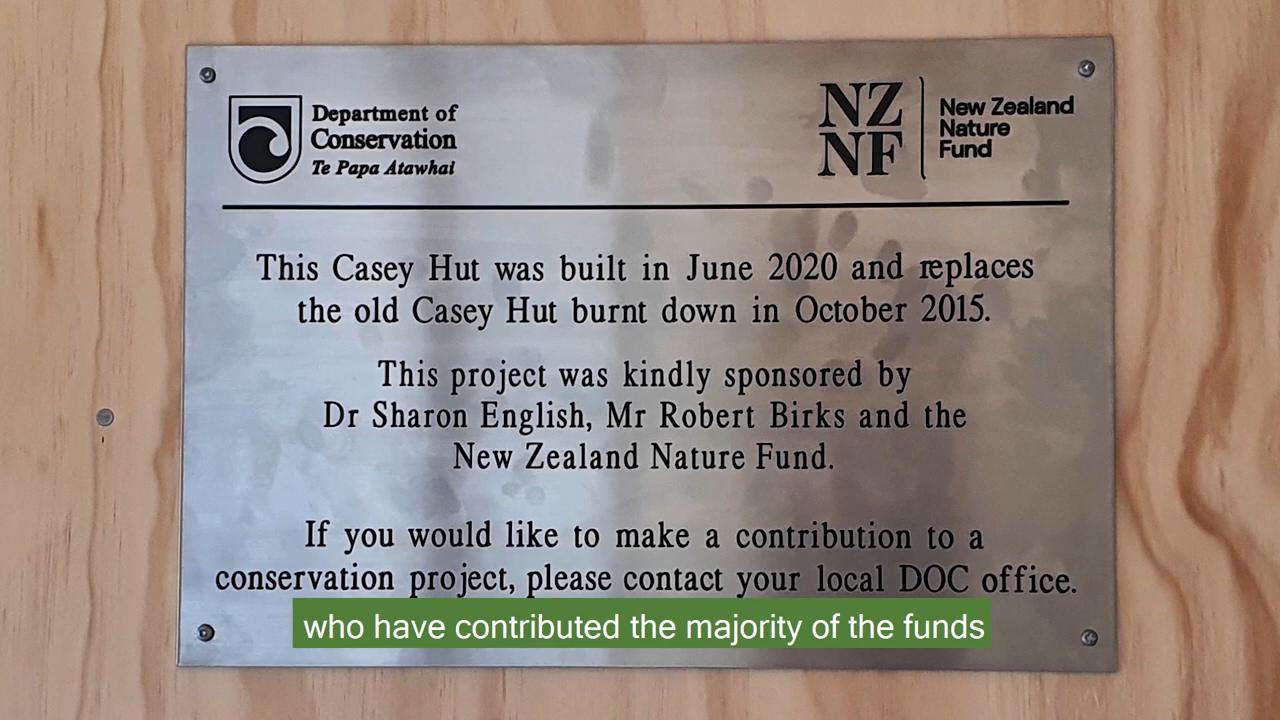 Department of
Conservation
Te Papa Atawhai
NZ
NF
New Zealand
Nature
Fund
This Casey Hut was built in June 2020 and replaces
the old Casey Hut burnt down in October 2015.
This project was kindly sponsored by
Dr Sharon English, Mr Robert Birks and the
New Zealand Nature Fund.
If you would like to make a contribution to a
conservation project, please contact your local DOC office.
who have contributed the majority of the funds